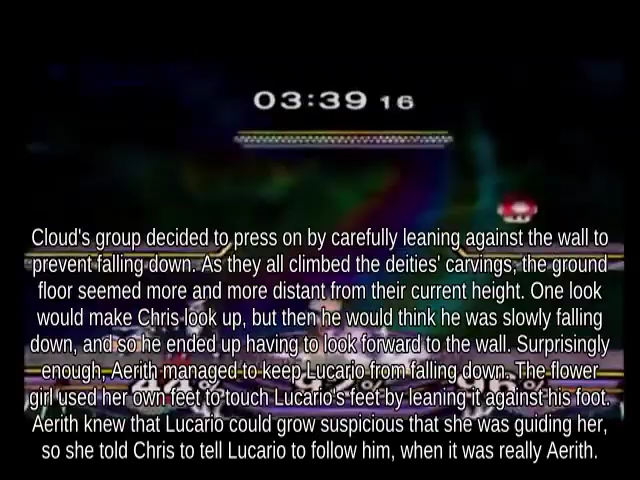 03:39 16
Cloud's group decided to press on by carefully leaning against the wall to
prevent falling down. As they all climbed the deities' carvings, the ground
floor seemed more and more distant from their current height. One look
would make Chris look up, but then he would think he was slowly falling
down, and so he ended up having to look forward to the wall. Surprisingly
enough, Aerith managed to keep Lucario from falling down. The flower
girl used her own feet to touch Lucario's feet by leaning it against his foot.
Aerith knew that Lucario could grow suspicious that she was guiding her,
so she told Chris to tell Lucario to follow him, when it was really Aerith.